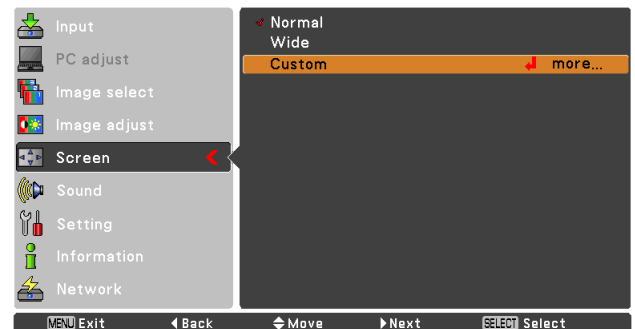 Input
PC adjust
Image select
Image adjust
Screen
Sound
Setting
Information
Network
Normal
Wide
Custom more...
MENU Exit Back Move Next SELECT Select